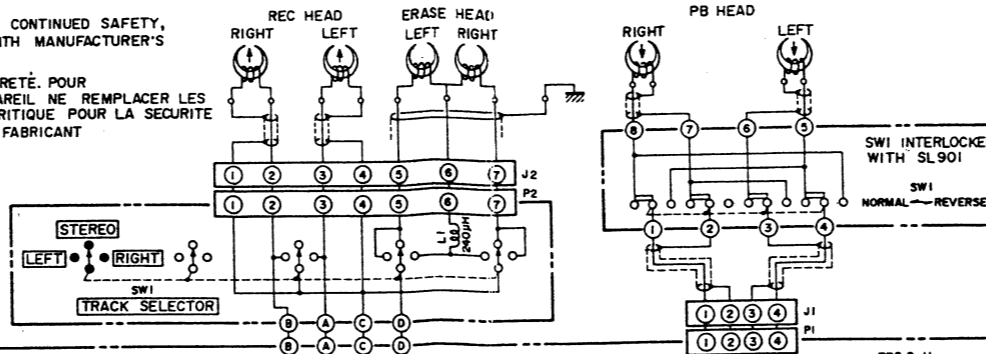 CONTINUED SAFETY,
ITH MANUFACTURER'S
RETÉ. POUR
AREIL NE REMPLACER LES
RITIQUE POUR LA SECURITE
FABRICANT
REC HEAD
RIGHT LEFT
ERASE HEAD
LEFT RIGHT
PB HEAD
RIGHT LEFT
8 7 6 5
SW1 INTERLOCKE
WITH SL901
SW1
NORMAL REVERSE
1 2 3 4
1 2 3 4 5 6 7 J2
P2
1 2 3 4 5 6 7
L1
240μH
STEREO
LEFT RIGHT
SW1
TRACK SELECTOR
B A C D
B A C D
1 2 3 4 J1
P1
1 2 3 4